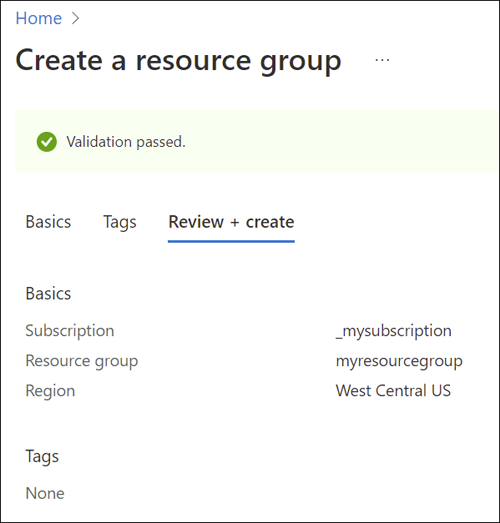 Home >
Create a resource group ...
Validation passed.
Basics Tags Review + create
Basics
Subscription _mysubscription
Resource group myresourcegroup
Region West Central US
Tags
None